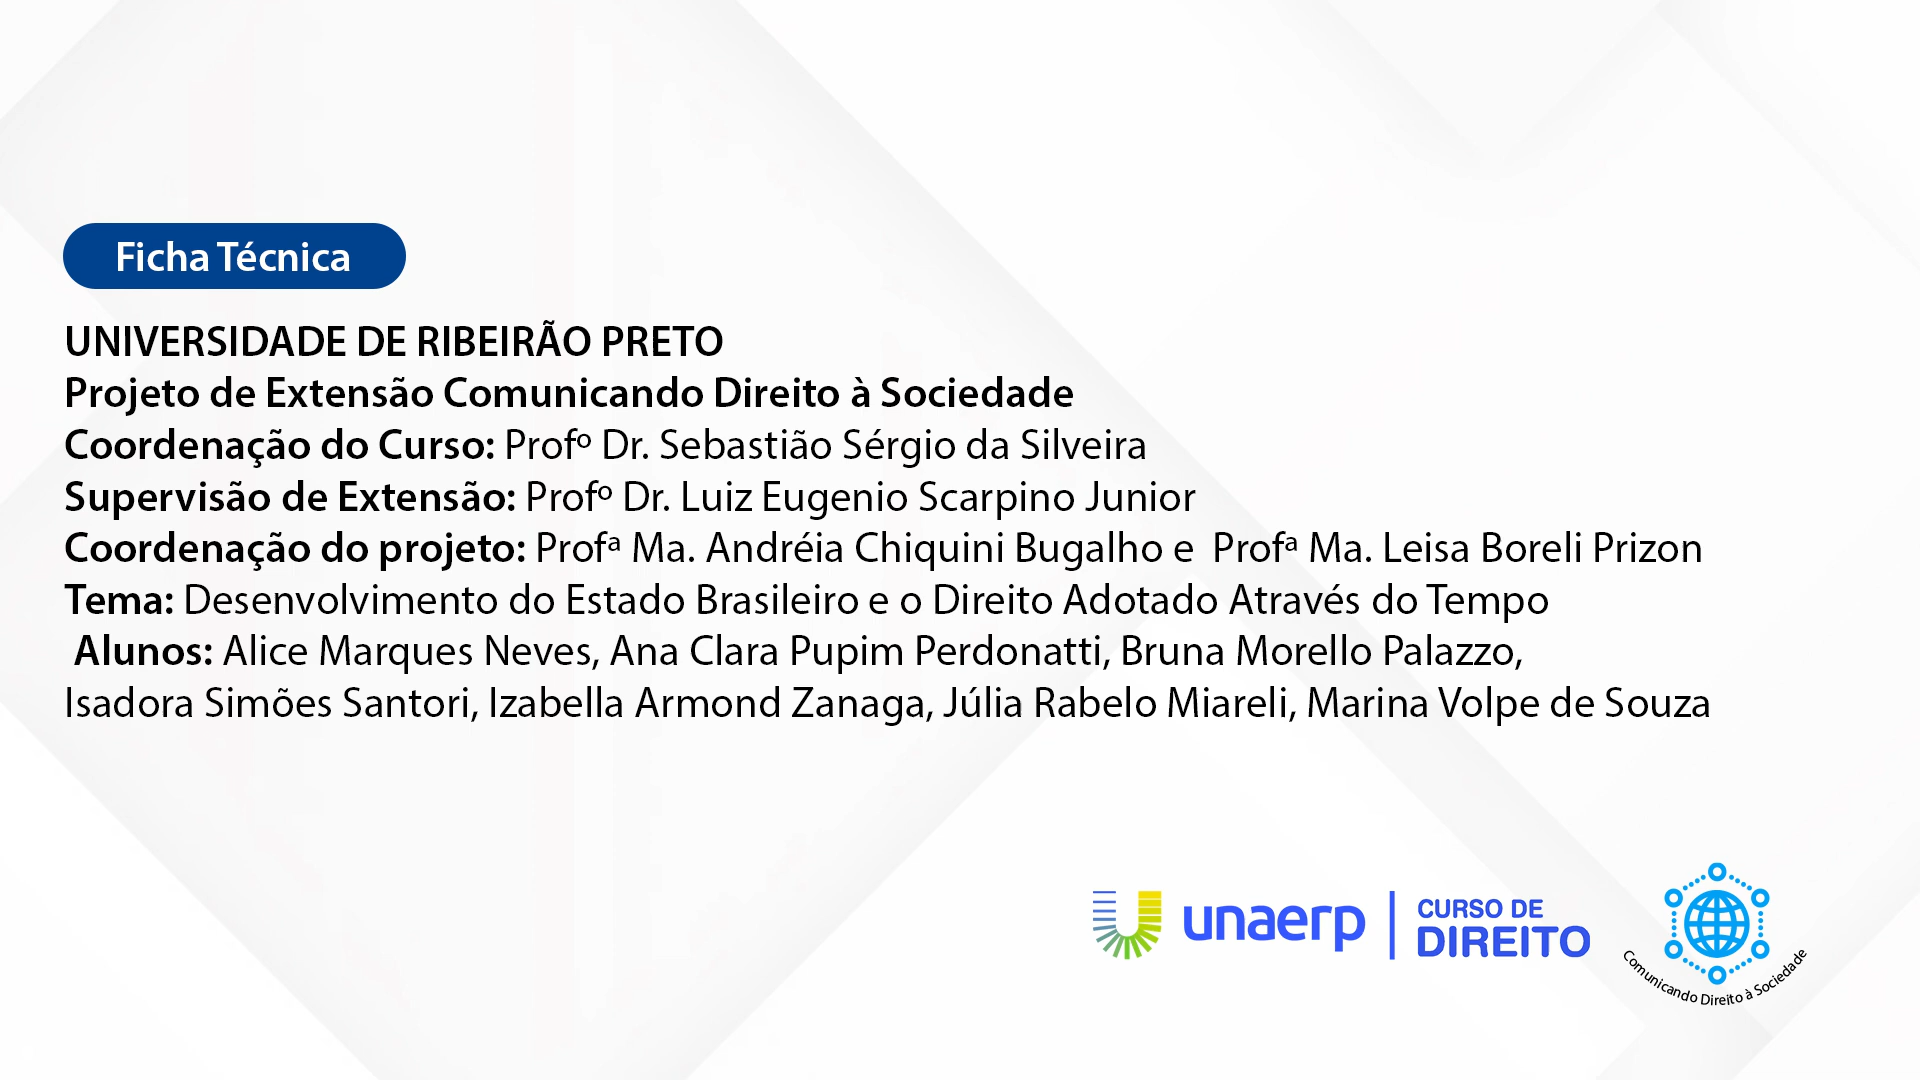 Ficha Técnica
UNIVERSIDADE DE RIBEIRÃO PRETO
Projeto de Extensão Comunicando Direito à Sociedade
Coordenação do Curso: Profº Dr. Sebastião Sérgio da Silveira
Supervisão de Extensão: Profº Dr. Luiz Eugenio Scarpino Junior
Coordenação do projeto: Profª Ma. Andréia Chiquini Bugalho e  Profª Ma. Leisa Boreli Prizon
Tema: Desenvolvimento do Estado Brasileiro e o Direito Adotado Através do Tempo
Alunos: Alice Marques Neves, Ana Clara Pupim Perdonatti, Bruna Morello Palazzo,
Isadora Simões Santori, Izabella Armond Zanaga, Júlia Rabelo Miareli, Marina Volpe de Souza
unaerp
CURSO DE
DIREITO
Comunicando Direito à Sociedade